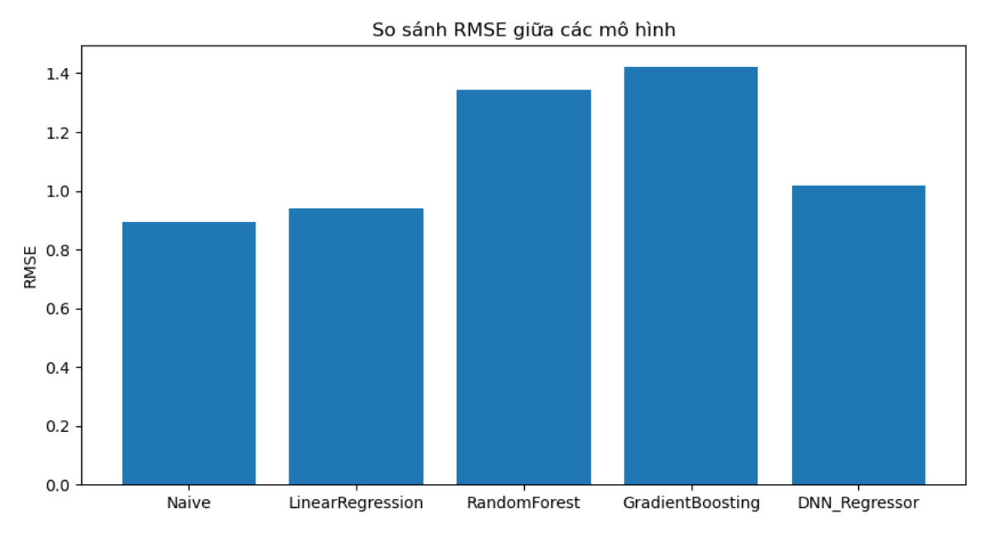 So sánh RMSE giữa các mô hình
RMSE
1.4
1.2
1.0
0.8
0.6
0.4
0.2
0.0
Naive LinearRegression RandomForest GradientBoosting DNN_Regressor